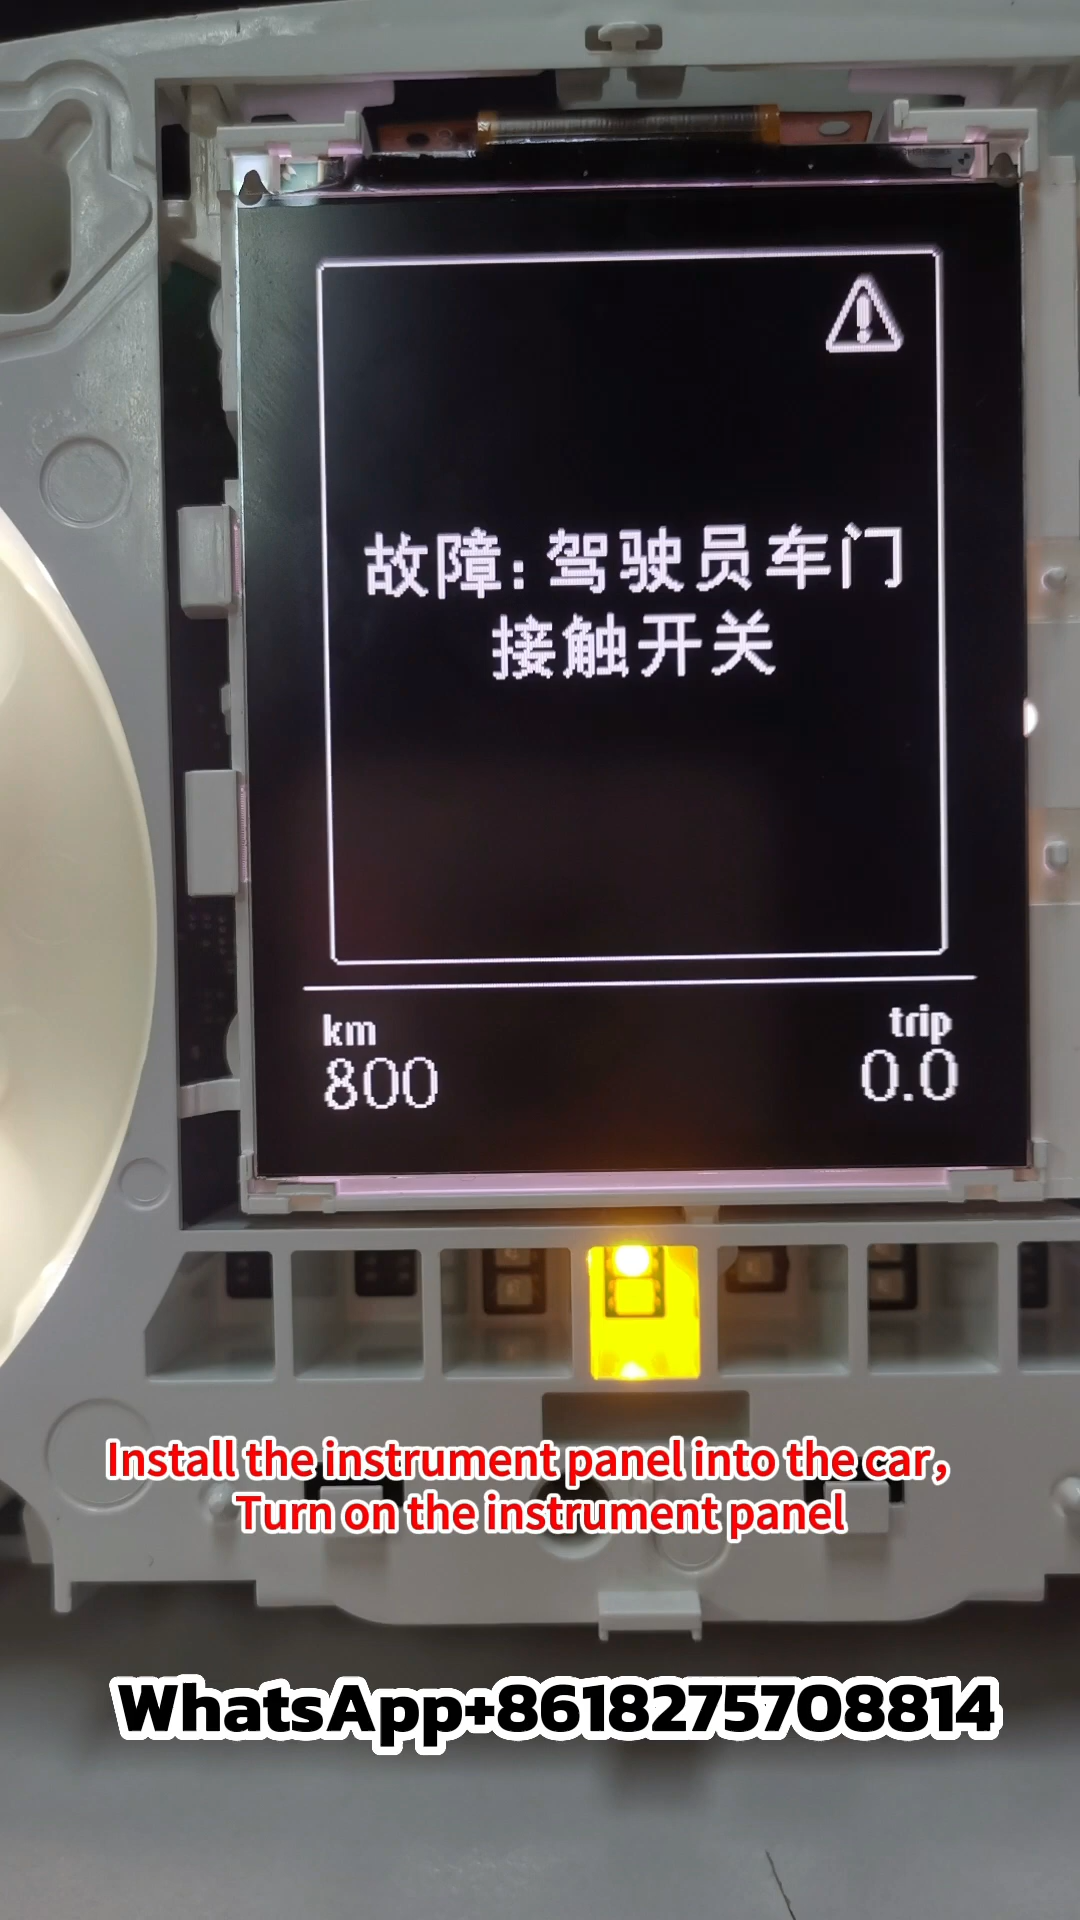 故障:驾驶员车门
接触开关
km
trip
800
0.0
Install the instrument panel into the car，
Turn on the instrument panel
WhatsApp+8618275708814